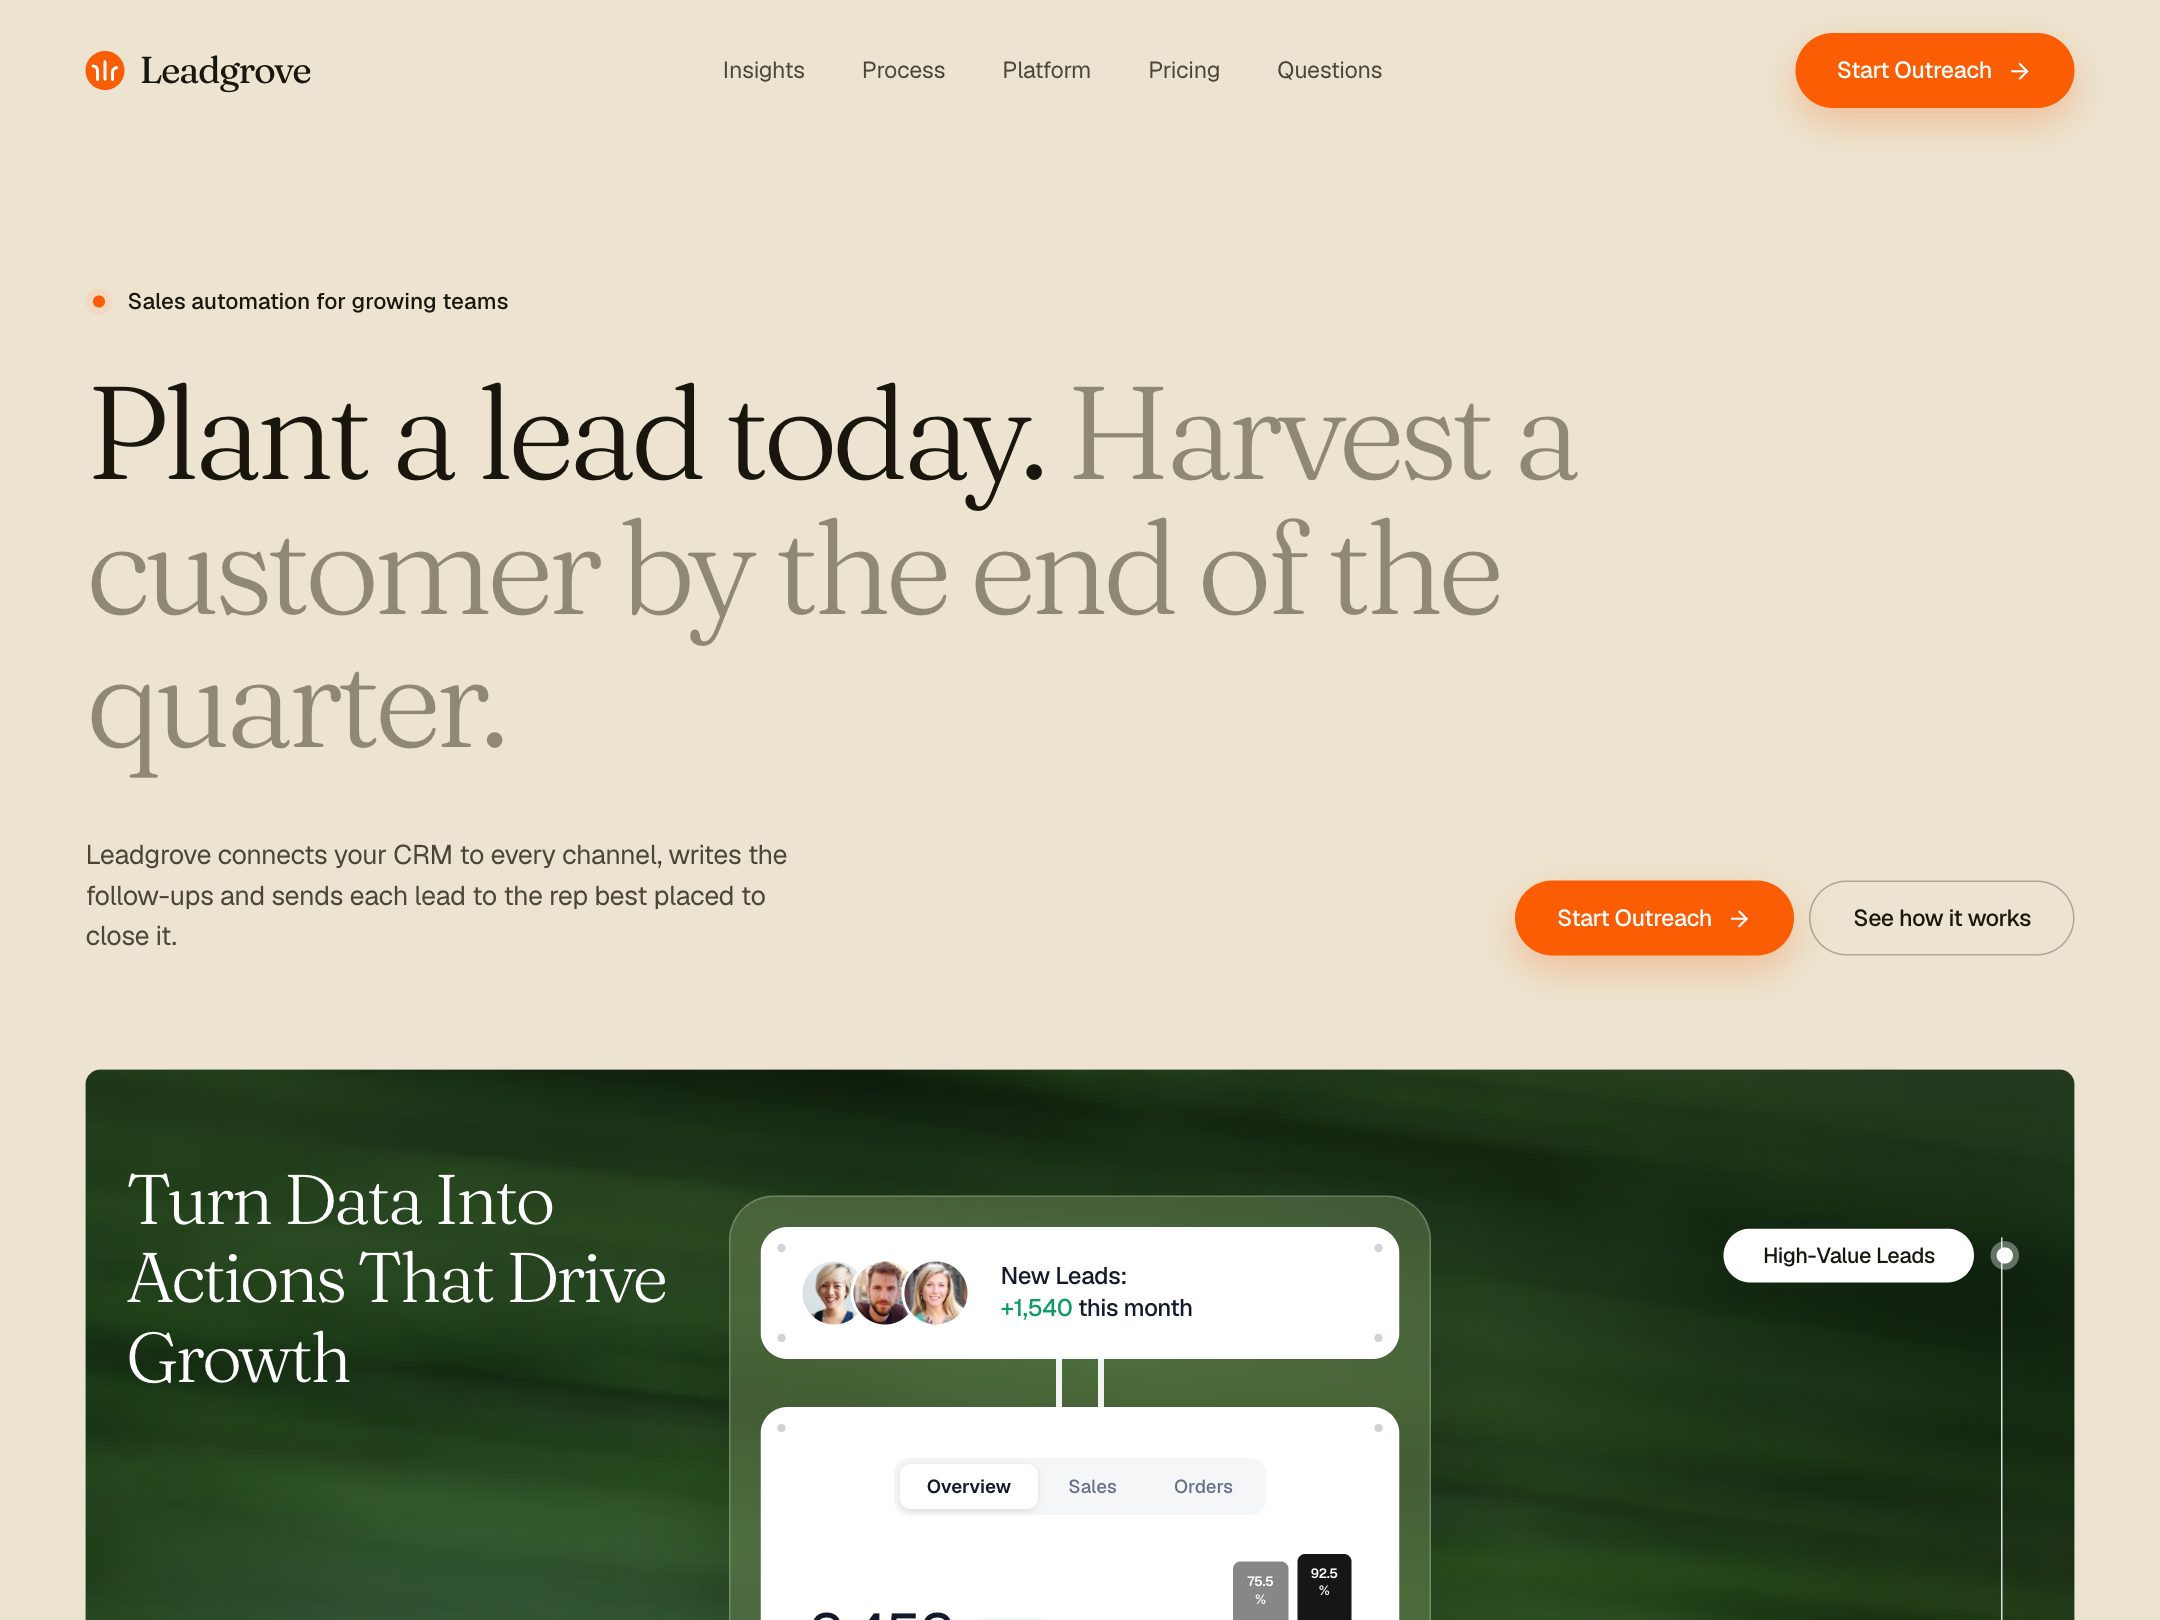 Leadgrove
Insights
Process
Platform
Pricing
Questions
Start Outreach
Sales automation for growing teams
Plant a lead today. Harvest a
customer by the end of the
quarter.
Leadgrove connects your CRM to every channel, writes the
follow-ups and sends each lead to the rep best placed to
close it.
Start Outreach
See how it works
Turn Data Into
Actions That Drive
Growth
New Leads:
+1,540 this month
High-Value Leads
Overview
Sales
Orders
75.5
%
92.5
%